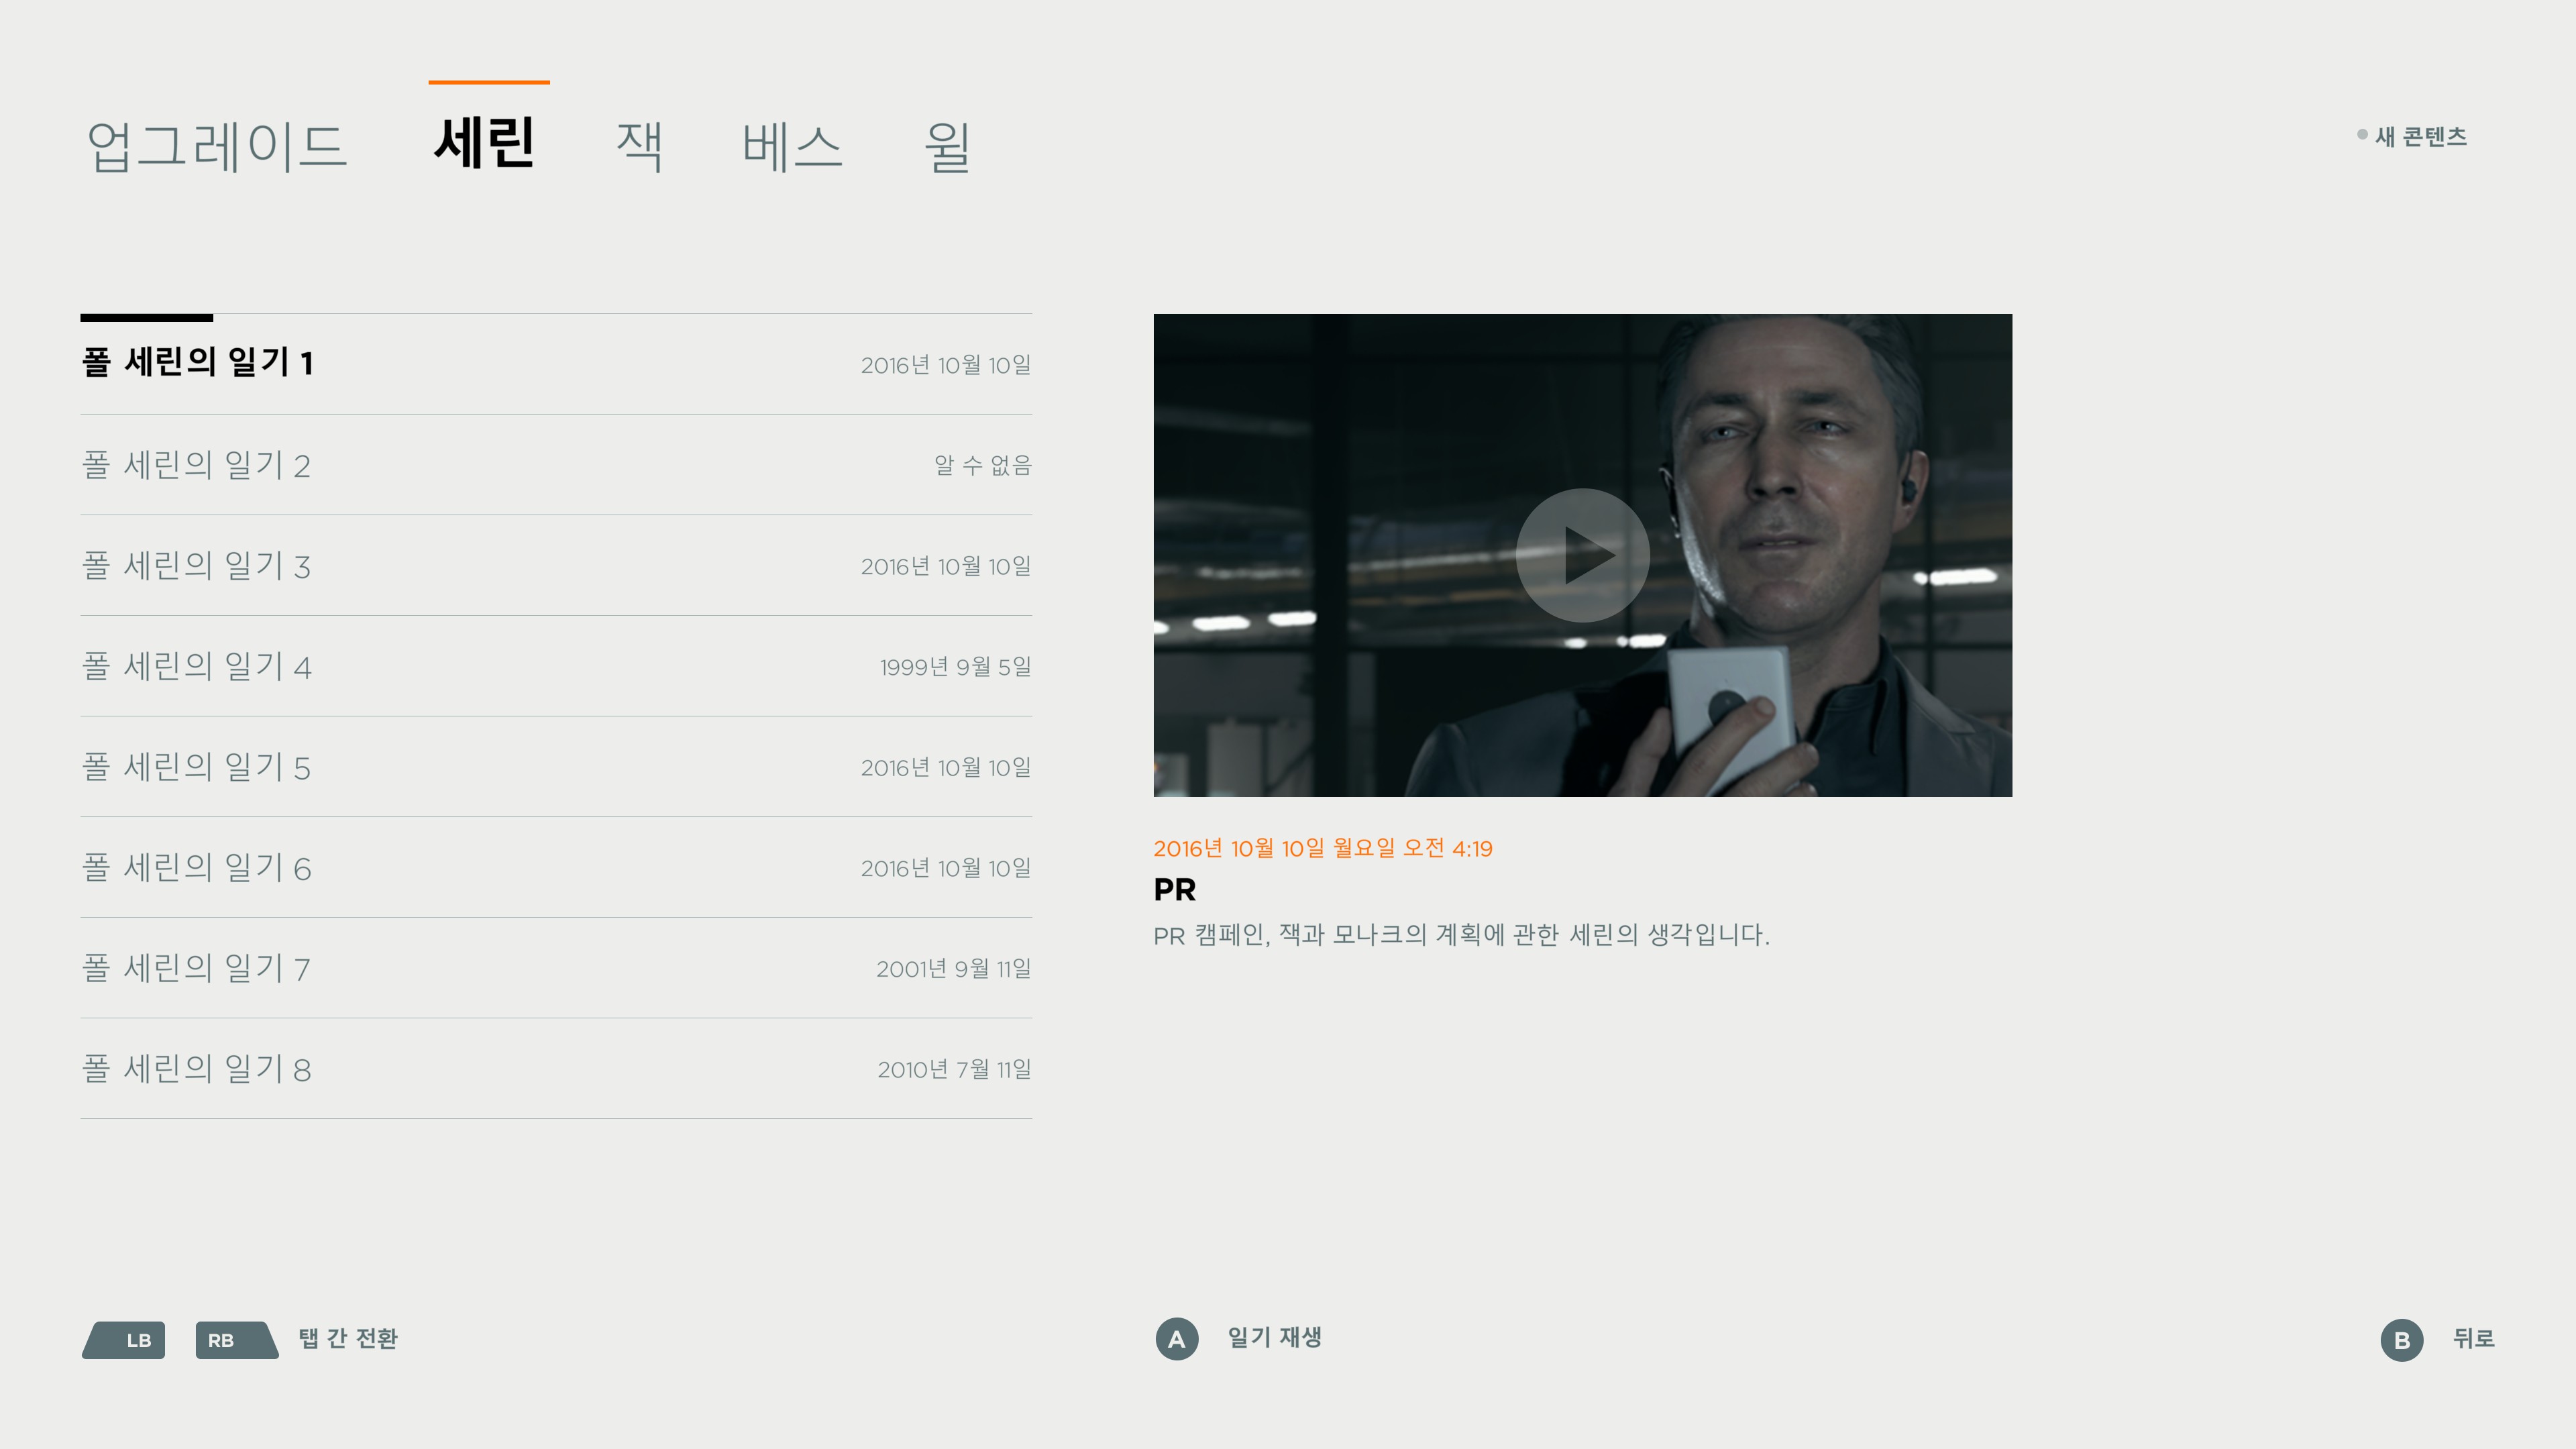 업그레이드 세린 잭 베스 윌
새 콘텐츠
폴 세린의 일기 1 2016년 10월 10일
폴 세린의 일기 2 알 수 없음
폴 세린의 일기 3 2016년 10월 10일
폴 세린의 일기 4 1999년 9월 5일
폴 세린의 일기 5 2016년 10월 10일
폴 세린의 일기 6 2016년 10월 10일
폴 세린의 일기 7 2001년 9월 11일
폴 세린의 일기 8 2010년 7월 11일
2016년 10월 10일 월요일 오전 4:19
PR
PR 캠페인, 잭과 모나크의 계획에 관한 세린의 생각입니다.
LB RB 탭 간 전환
A 일기 재생
B 뒤로